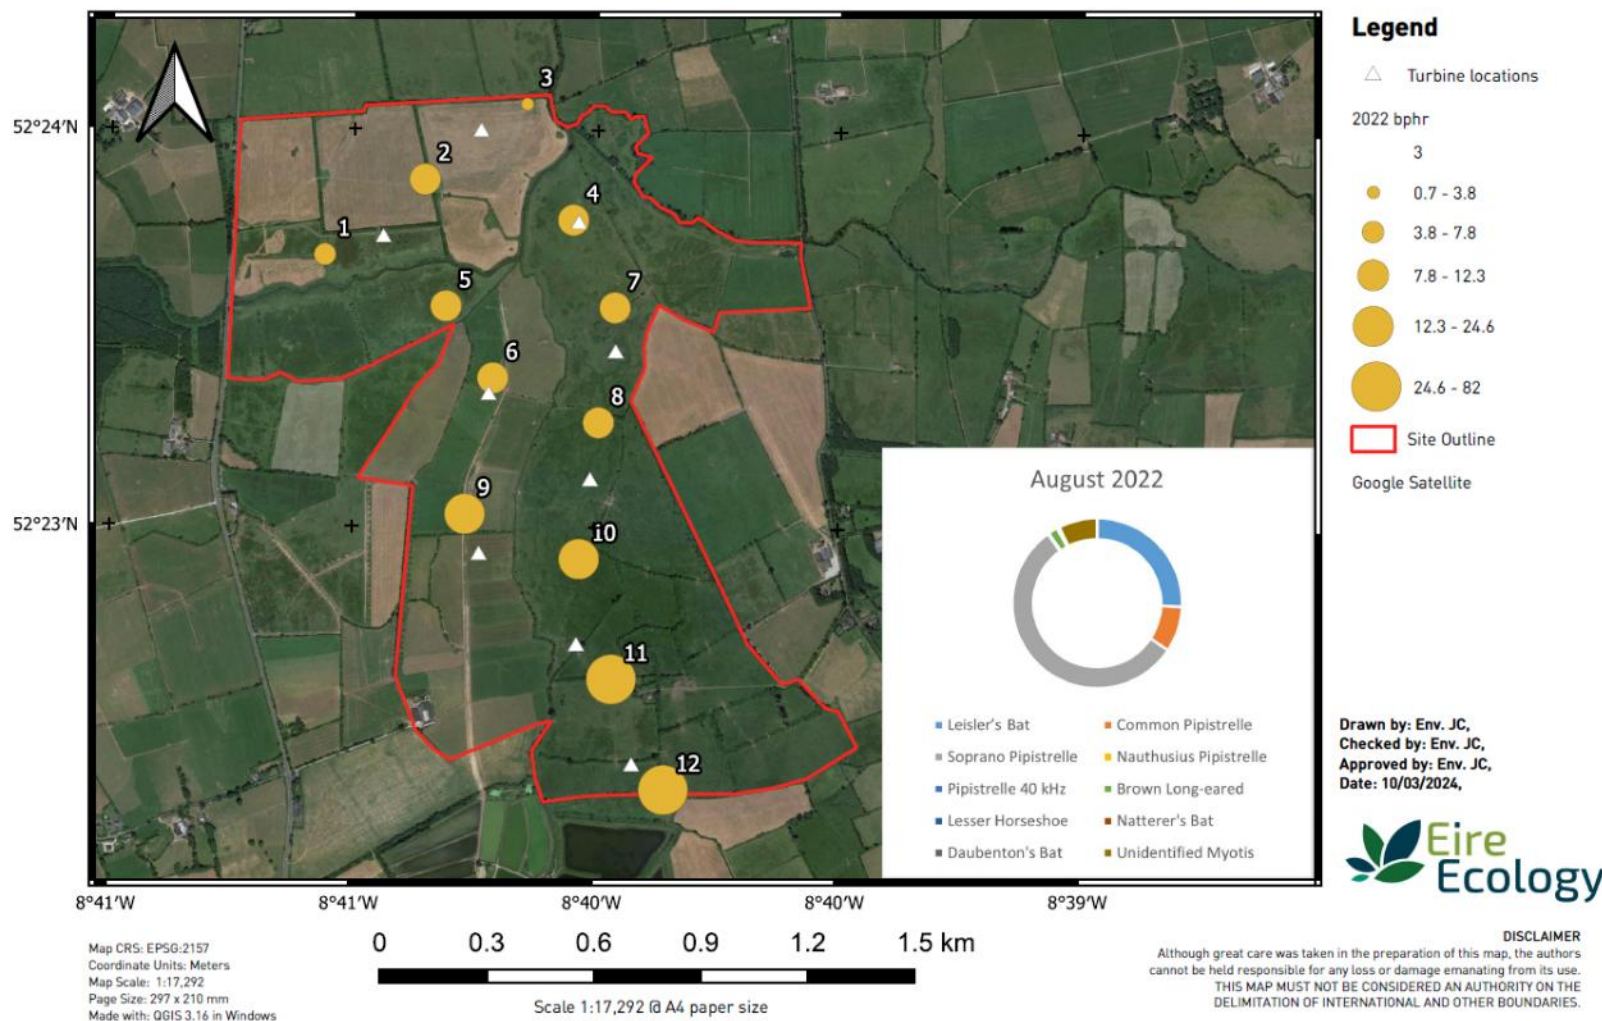 Legend
Turbine locations
2022 bphr
3
0.7 - 3.8
3.8 - 7.8
7.8 - 12.3
12.3 - 24.6
24.6 - 82
Site Outline
Google Satellite
52°24'N
52°23'N
3
2
4
1
5
7
6
8
9
10
11
12
August 2022
Leisler's Bat
Common Pipistrelle
Soprano Pipistrelle
Nauthusius Pipistrelle
Pipistrelle 40 kHz
Brown Long-eared
Lesser Horseshoe
Natterer's Bat
Daubenton's Bat
Unidentified Myotis
8°41'W
8°41'W
8°40'W
8°40'W
8°39'W
Drawn by: Env. JC,
Checked by: Env. JC,
Approved by: Env. JC,
Date: 10/03/2024,
Eire
Ecology
Map CRS: EPSG:2157
Coordinate Units: Meters
Map Scale: 1:17,292
Page Size: 297 x 210 mm
Made with: QGIS 3.16 in Windows
0 0.3 0.6 0.9 1.2 1.5 km
Scale 1:17,292 @ A4 paper size
DISCLAIMER
Although great care was taken in the preparation of this map, the authors
cannot be held responsible for any loss or damage emanating from its use.
THIS MAP MUST NOT BE CONSIDERED AN AUTHORITY ON THE
DELIMITATION OF INTERNATIONAL AND OTHER BOUNDARIES.